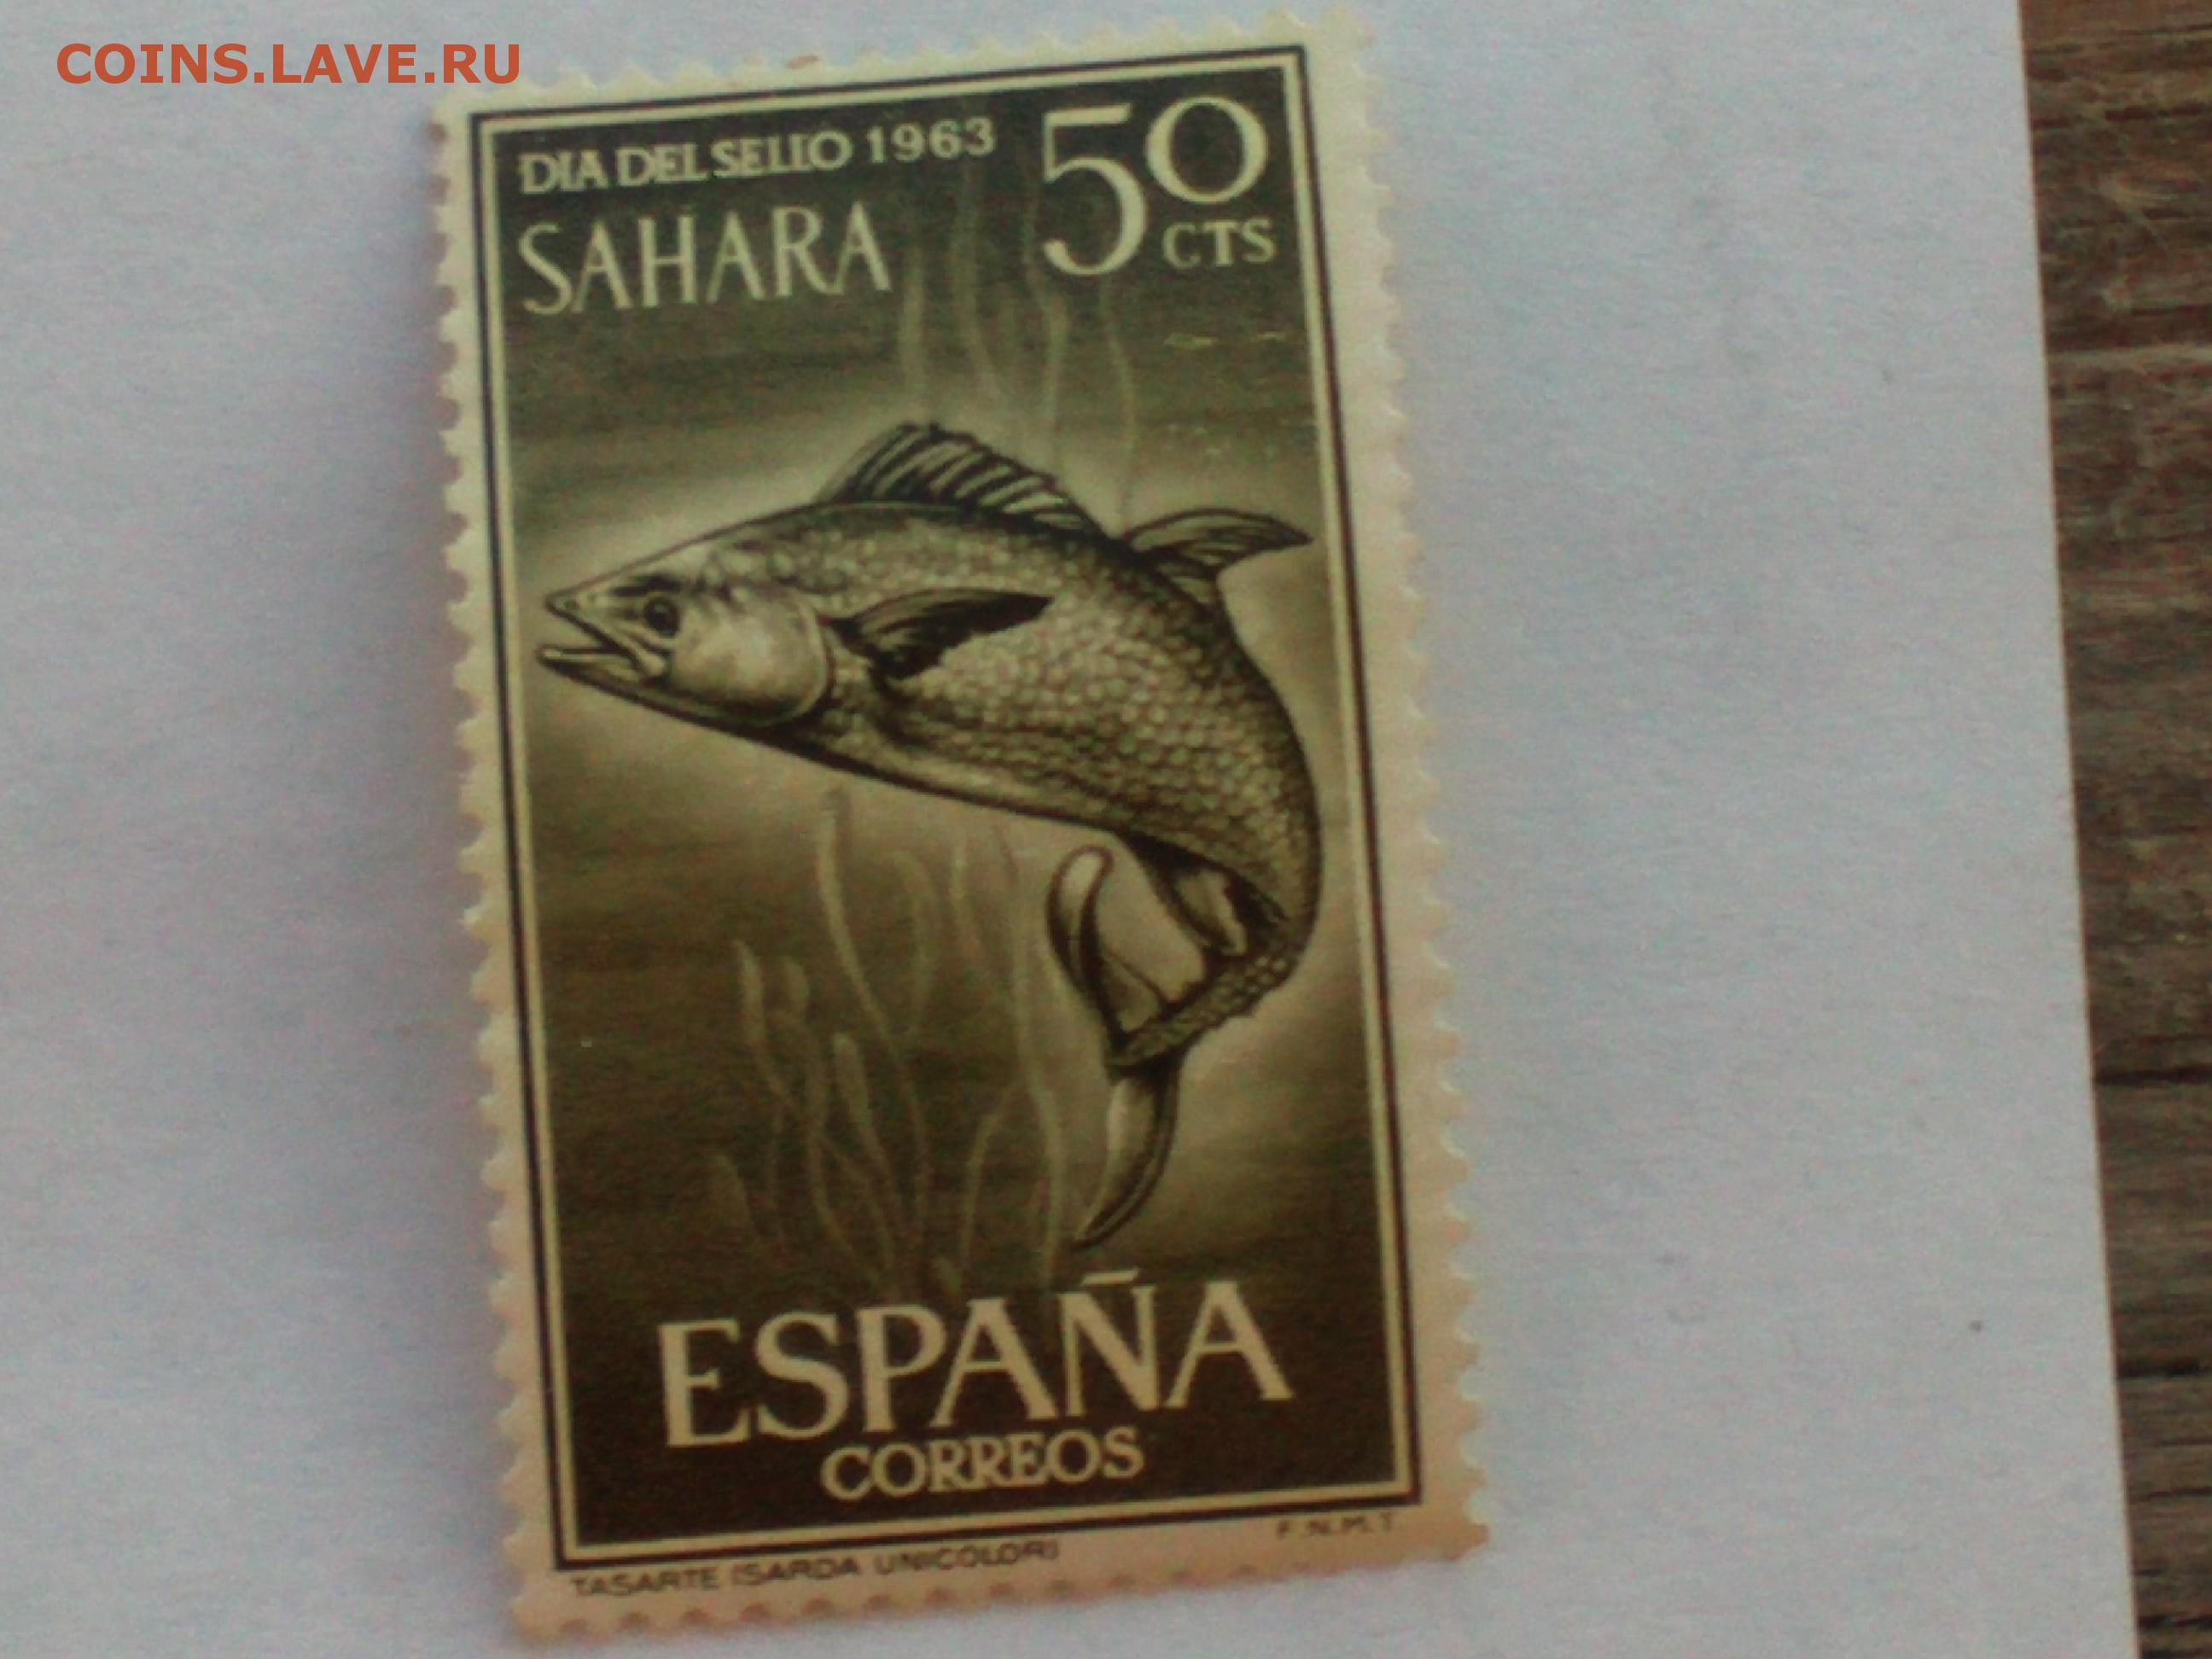 COINS.LAVE.RU
DIA DEL SELLO 1963
50
SAHARA
CTS
ESPAÑA
CORREOS
F.N.M.T.
TASARTE (SARDA UNICOLOR)